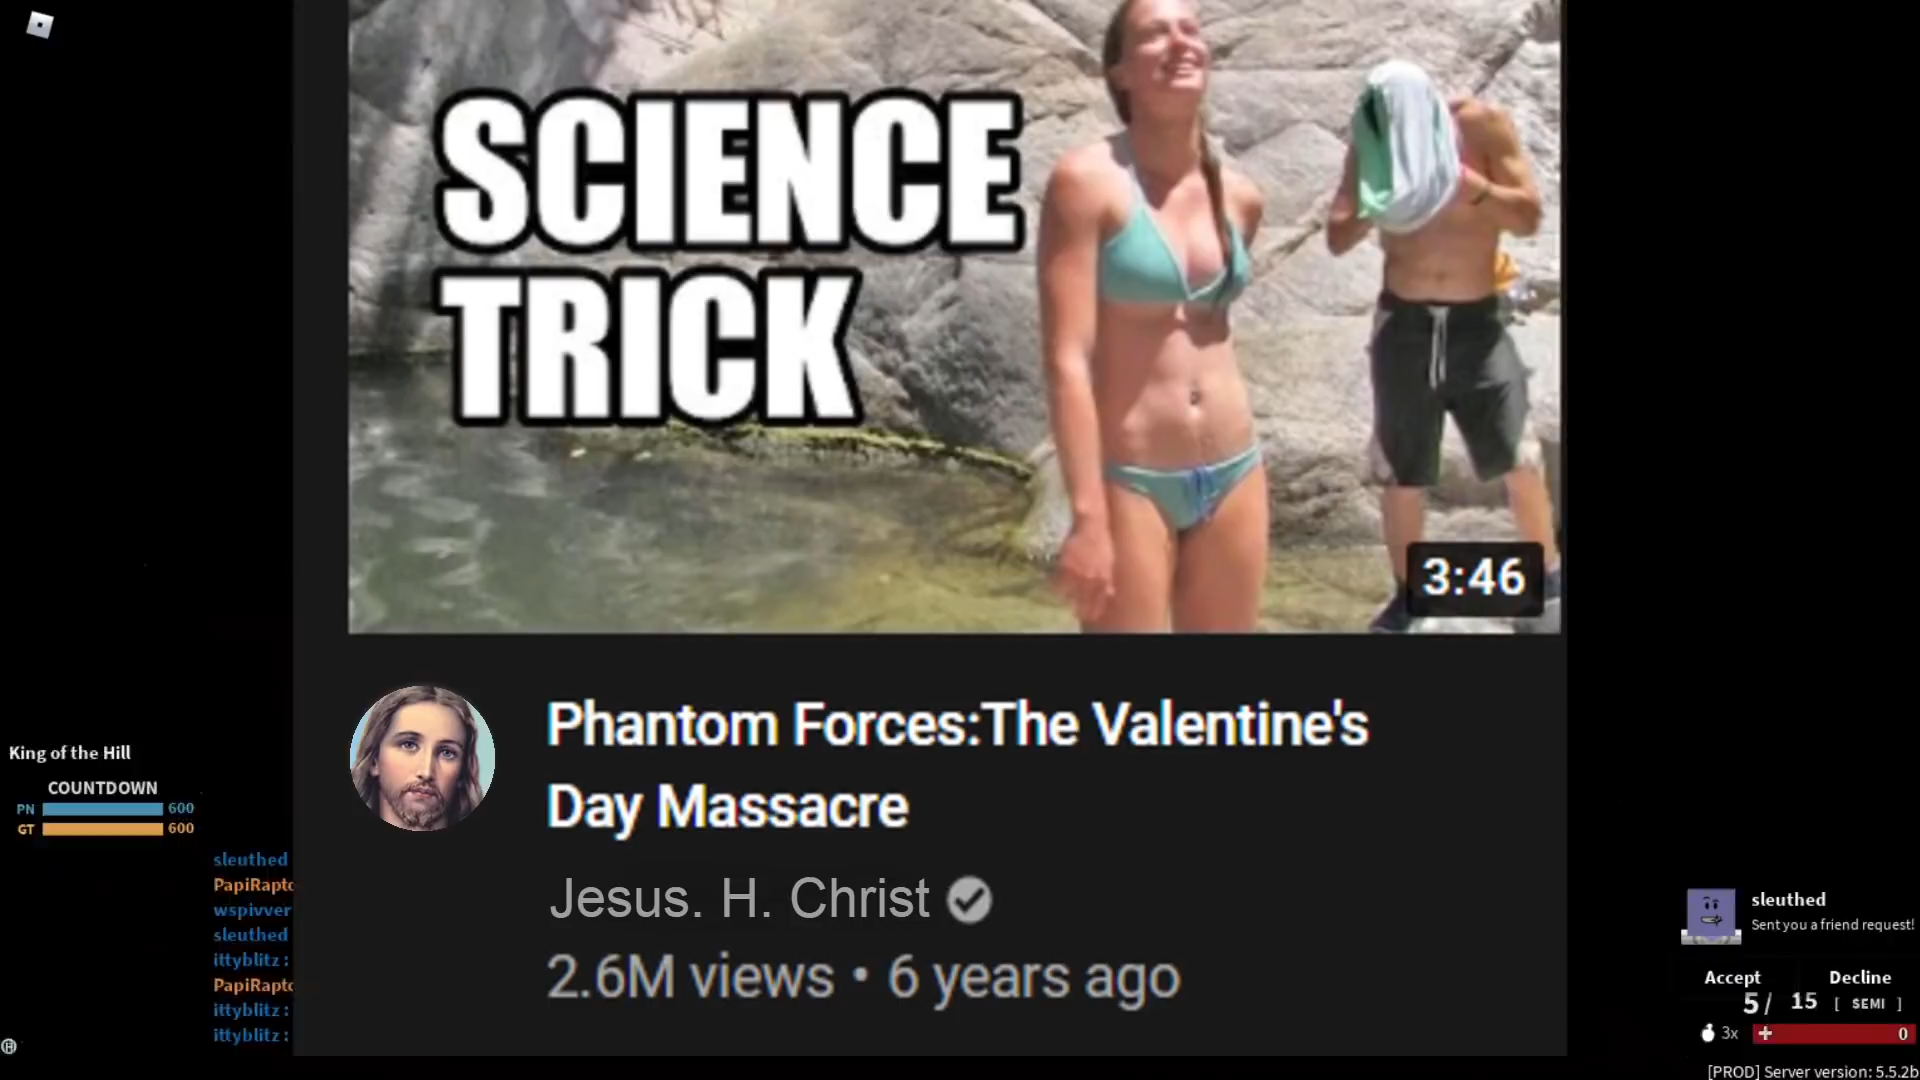 SCIENCE
TRICK
3:46
Phantom Forces:The Valentine's
Day Massacre
Jesus. H. Christ
2.6M views • 6 years ago
King of the Hill
COUNTDOWN
PN 600
GT 600
sleuthed
PapiRapto
wspivver
sleuthed
ittyblitz :
PapiRapto
ittyblitz :
ittyblitz :
sleuthed
Sent you a friend request!
Accept Decline
5/ 15 [ SEMI ]
3x + 0
[PROD] Server version: 5.5.2b